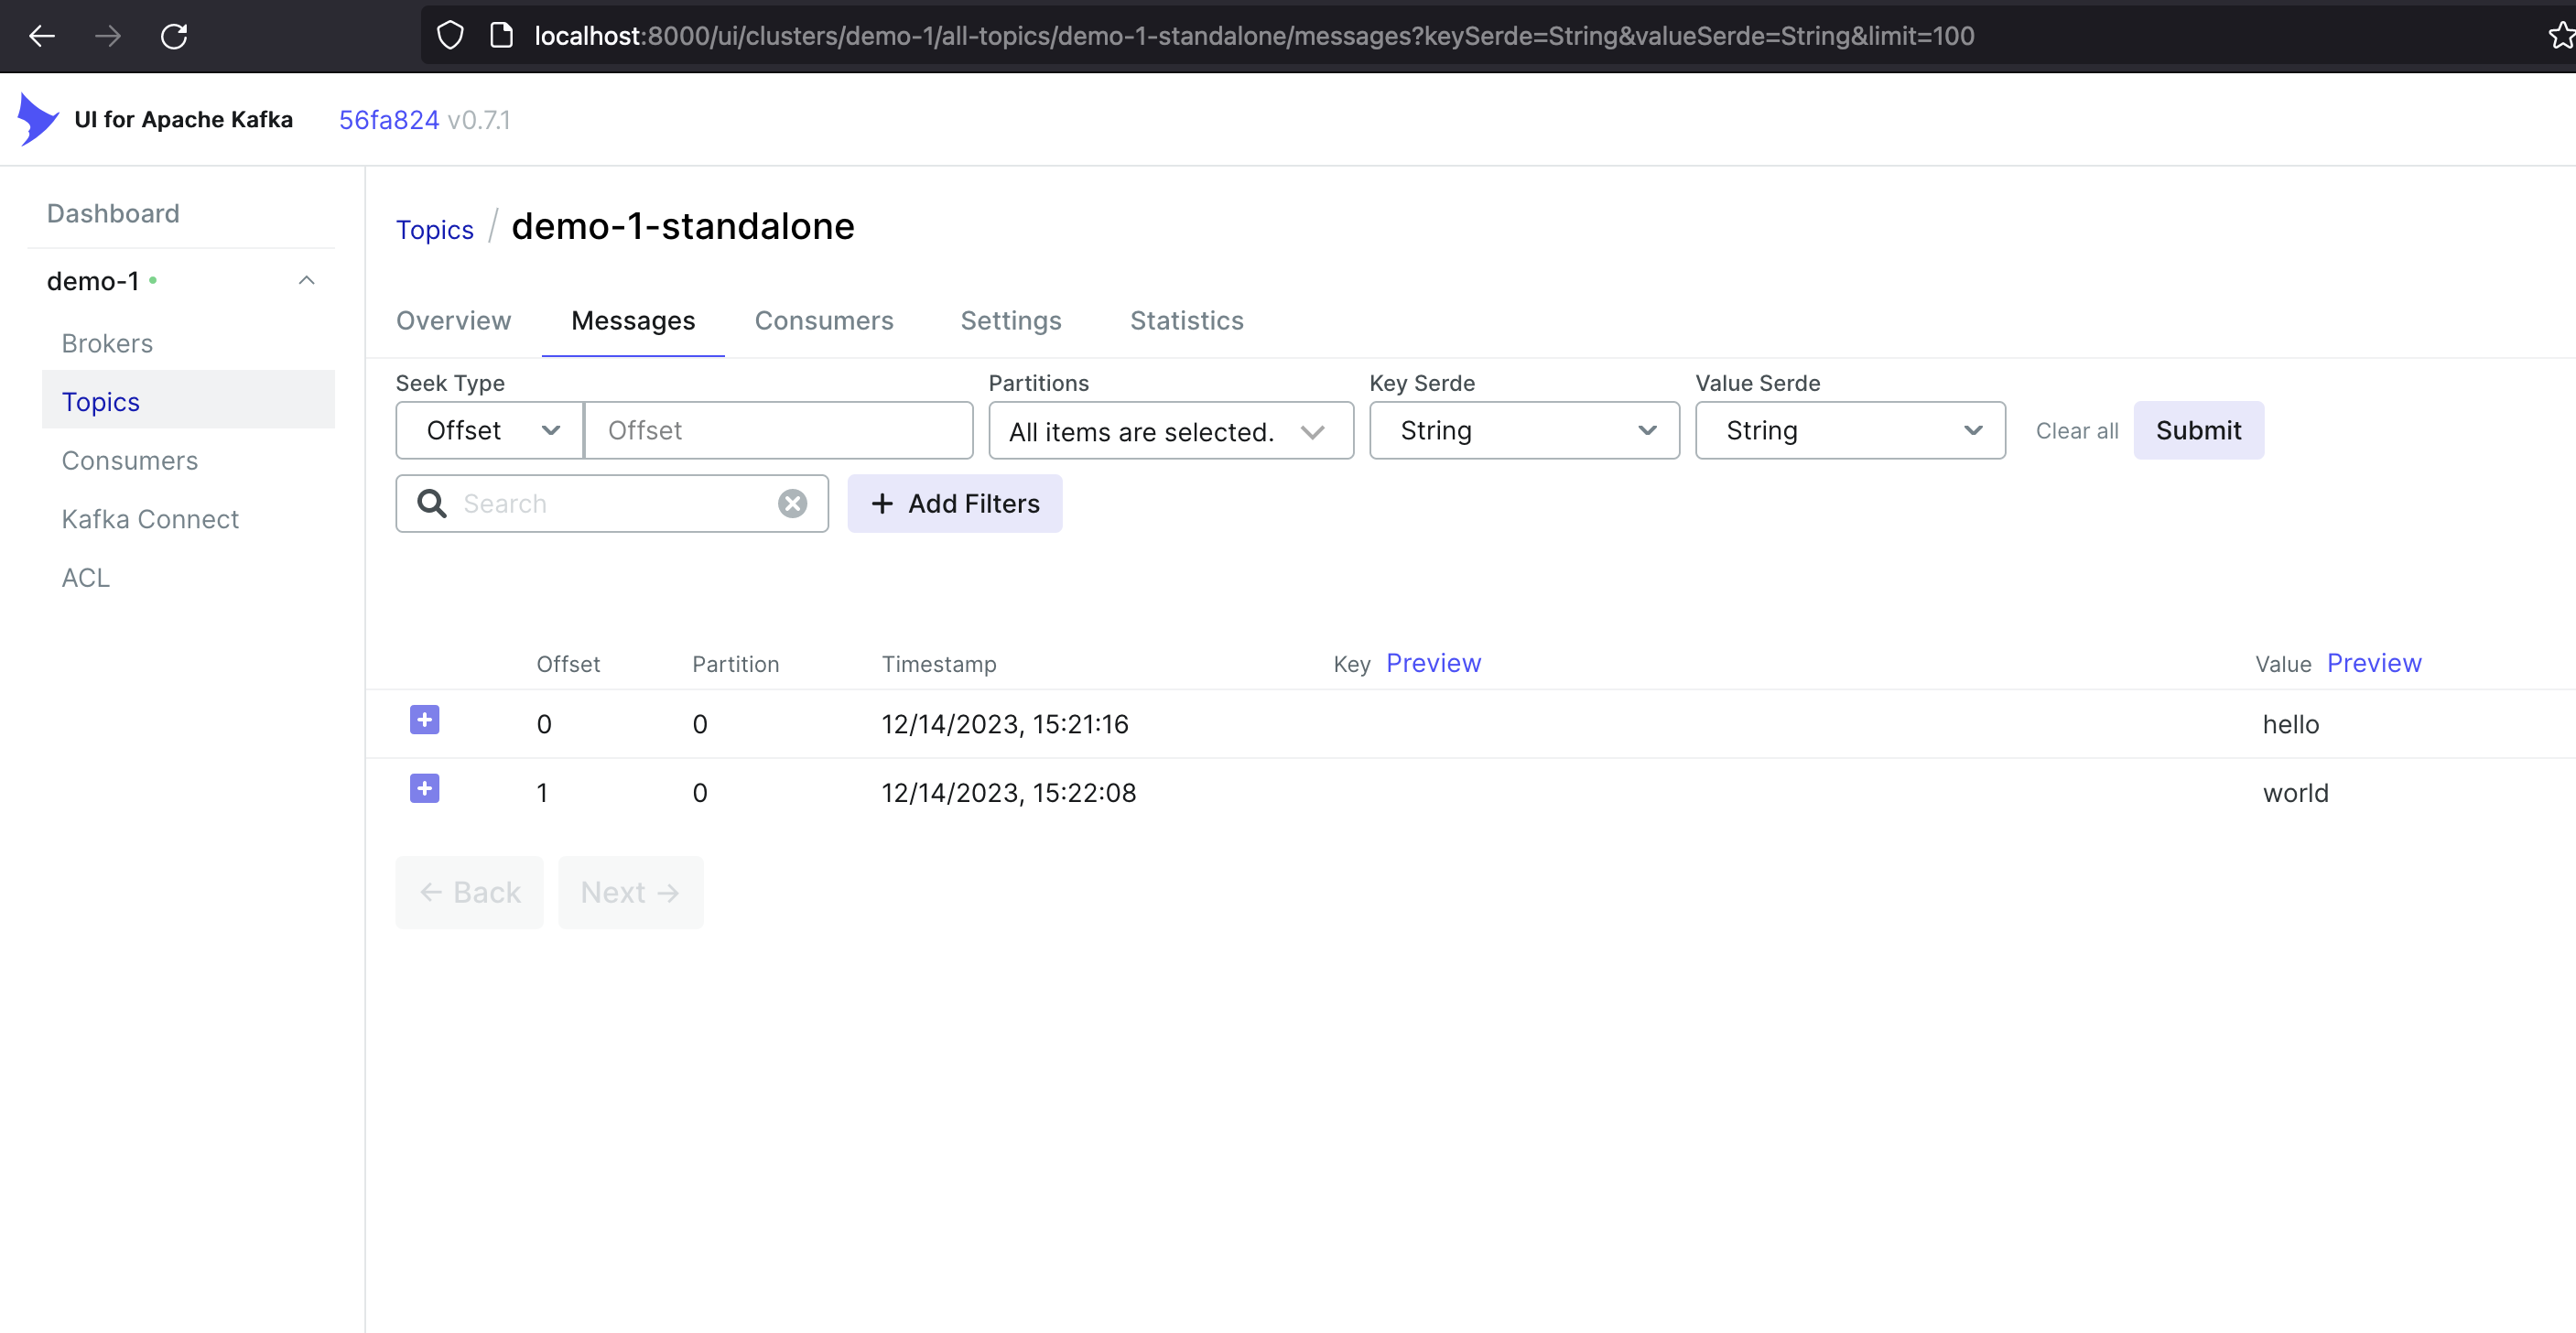 localhost:8000/ui/clusters/demo-1/all-topics/demo-1-standalone/messages?keySerde=String&valueSerde=String&limit=100
UI for Apache Kafka 56fa824 v0.7.1
Dashboard
demo-1
Brokers
Topics
Consumers
Kafka Connect
ACL
Topics / demo-1-standalone
Overview Messages Consumers Settings Statistics
Seek Type Partitions Key Serde Value Serde
Offset Offset All items are selected. String String Clear all Submit
Search Add Filters
Offset Partition Timestamp Key Preview Value Preview
0 0 12/14/2023, 15:21:16 hello
1 0 12/14/2023, 15:22:08 world
← Back Next →